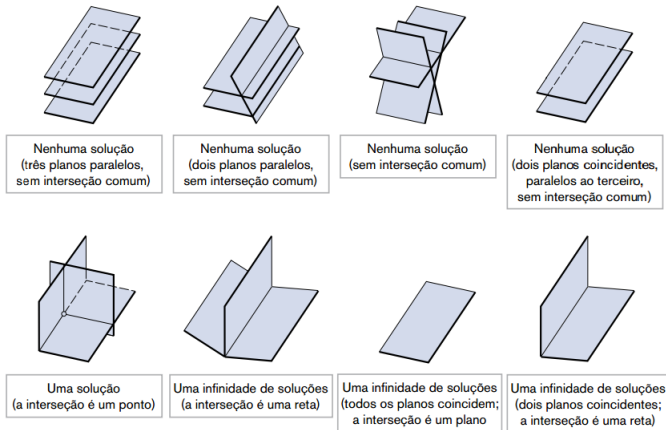 Nenhuma solução
(três planos paralelos,
sem interseção comum)
Nenhuma solução
(dois planos paralelos,
sem interseção comum)
Nenhuma solução
(sem interseção comum)
Nenhuma solução
(dois planos coincidentes,
paralelos ao terceiro,
sem interseção comum)
Uma solução
(a interseção é um ponto)
Uma infinidade de soluções
(a interseção é uma reta)
Uma infinidade de soluções
(todos os planos coincidem;
a interseção é um plano
Uma infinidade de soluções
(dois planos coincidentes;
a interseção é uma reta)